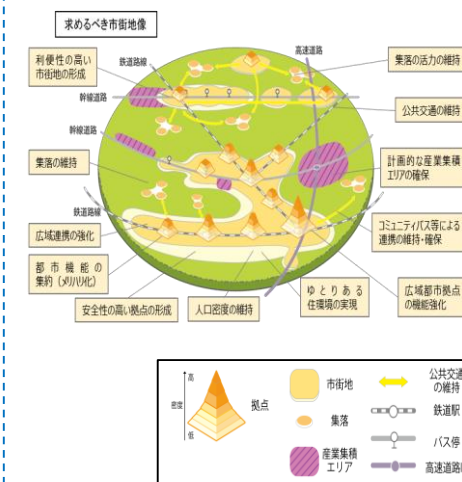 求めるべき市街地像
利便性の高い
市街地の形成
鉄道路線
高速道路
集落の活力の維持
幹線道路
公共交通の維持
幹線道路
集落の維持
計画的な産業集積
エリアの確保
鉄道路線
広域連携の強化
コミュニティバス等による
連携の維持・確保
都市機能の
集約(メリハリ化)
安全性の高い拠点の形成
人口密度の維持
ゆとりある
住環境の実現
広域都市拠点
の機能強化
高
密度
低
拠点
市街地
集落
産業集積
エリア
公共交通
の維持
鉄道駅
バス停
高速道路